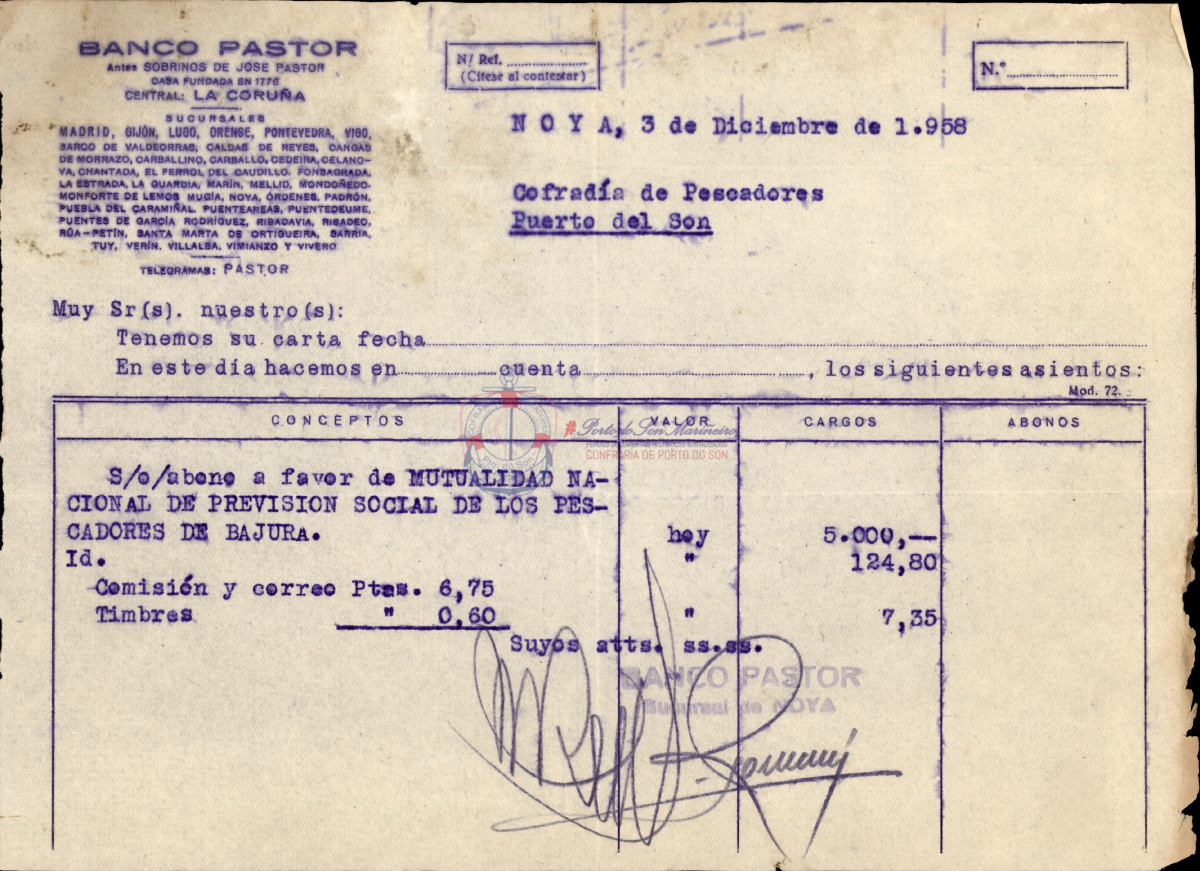 BANCO PASTOR
Antes SOBRINOS DE JOSE PASTOR
CASA FUNDADA EN 1776
CENTRAL: LA CORUÑA
SUCURSALES
MADRID, GIJÓN, LUGO, ORENSE, PONTEVEDRA, VIGO,
BARCO DE VALDEORRAS, CALDAS DE REYES, CANGAS
DE MORRAZO, CARBALLINO, CARBALLO, CEDEIRA, CELANO-
VA, CHANTADA, EL FERROL DEL CAUDILLO, FONSAGRADA,
LA ESTRADA, LA GUARDIA, MARÍN, MELLID, MONDOÑEDO
MONFORTE DE LEMOS MUGÍA, NOYA, ÓRDENES, PADRÓN,
PUEBLA DEL CARAMIÑAL, PUENTEAREAS, PUENTEDEUME,
PUENTES DE GARCÍA RODRÍGUEZ, RIBADAVIA, RIBADEO,
RÚA-PETÍN, SANTA MARTA DE ORTIGUEIRA, SARRIA,
TUY, VERÍN, VILLALBA, VIMIANZO Y VIVERO
TELEGRAMAS: PASTOR
N/ Ref.
(Cítese al contestar)
N.º
NOYA, 3 de Diciembre de 1.958
Cofradía de Pescadores
Puerto del Son
Muy Sr(s). nuestro(s):
Tenemos su carta fecha
En este día hacemos en cuenta , los siguientes asientos:
Mod. 72.
CONCEPTOS VALOR CARGOS ABONOS
#PortodoSonMariñeiro
CONFRARÍA DE PORTO DO SON
S/o/abono a favor de MUTUALIDAD NA-
CIONAL DE PREVISION SOCIAL DE LOS PES-
CADORES DE BAJURA. hoy 5.000,—
Id. " 124,80
Comisión y correo Ptas. 6,75
Timbres " 0,60 " 7,35
Suyos atts. ss.ss.
BANCO PASTOR
Sucursal de NOYA